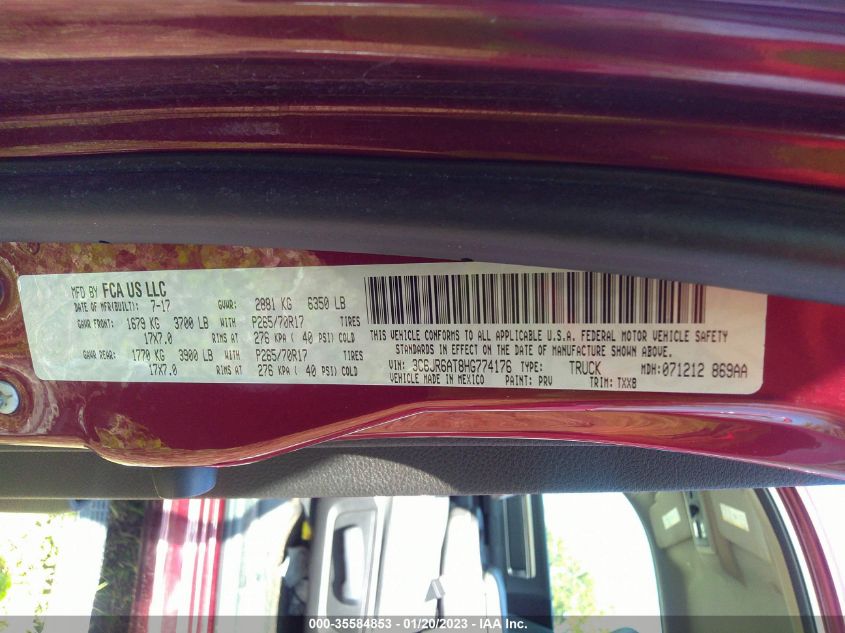 MFD BY FCA US LLC
DATE OF MFR(BUILT): 7-17 GVWR: 2881 KG 6350 LB
GAWR FRONT: 1679 KG 3700 LB WITH P265/70R17 TIRES
17X7.0 RIMS AT 276 KPA ( 40 PSI) COLD
GAWR REAR: 1770 KG 3900 LB WITH P265/70R17 TIRES
17X7.0 RIMS AT 276 KPA ( 40 PSI) COLD
THIS VEHICLE CONFORMS TO ALL APPLICABLE U.S.A. FEDERAL MOTOR VEHICLE SAFETY
STANDARDS IN EFFECT ON THE DATE OF MANUFACTURE SHOWN ABOVE.
VIN: 3C6JR6AT8HG774176 TYPE: TRUCK MDH: 071212 869AA
VEHICLE MADE IN MEXICO PAINT: PRV TRIM: TXXB
000-35584853 - 01/20/2023 - IAA Inc.